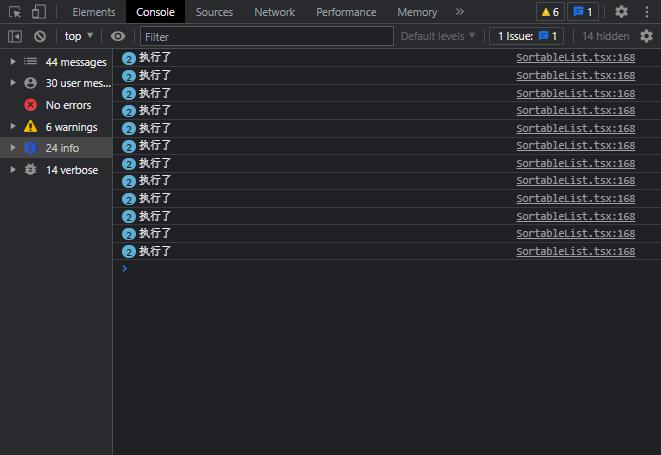 Elements Console Sources Network Performance Memory 6 1
top Filter Default levels 1 Issue: 1 14 hidden
44 messages
30 user mes...
No errors
6 warnings
24 info
14 verbose
2 执行了 SortableList.tsx:168
2 执行了 SortableList.tsx:168
2 执行了 SortableList.tsx:168
2 执行了 SortableList.tsx:168
2 执行了 SortableList.tsx:168
2 执行了 SortableList.tsx:168
2 执行了 SortableList.tsx:168
2 执行了 SortableList.tsx:168
2 执行了 SortableList.tsx:168
2 执行了 SortableList.tsx:168
2 执行了 SortableList.tsx:168
2 执行了 SortableList.tsx:168